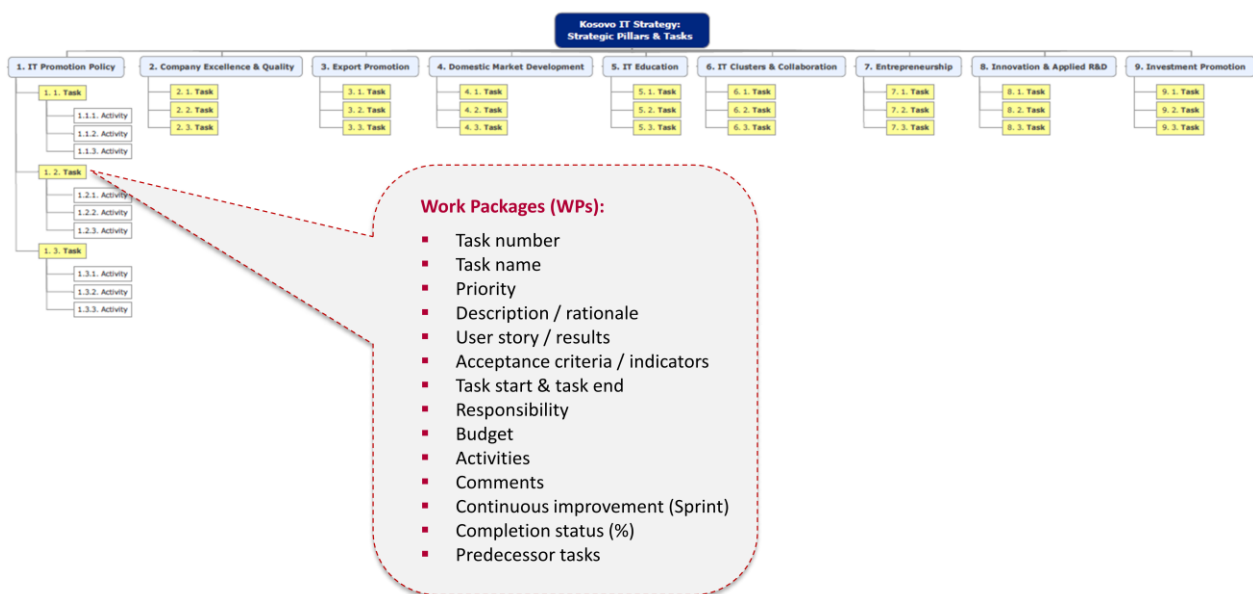 Kosovo IT Strategy:
Strategic Pillars & Tasks
1. IT Promotion Policy
2. Company Excellence & Quality
3. Export Promotion
4. Domestic Market Development
5. IT Education
6. IT Clusters & Collaboration
7. Entrepreneurship
8. Innovation & Applied R&D
9. Investment Promotion
1. 1. Task
1.1.1. Activity
1.1.2. Activity
1.1.3. Activity
1. 2. Task
1.2.1. Activity
1.2.2. Activity
1.2.3. Activity
1. 3. Task
1.3.1. Activity
1.3.2. Activity
1.3.3. Activity
2. 1. Task
2. 2. Task
2. 3. Task
3. 1. Task
3. 2. Task
3. 3. Task
4. 1. Task
4. 2. Task
4. 3. Task
5. 1. Task
5. 2. Task
5. 3. Task
6. 1. Task
6. 2. Task
6. 3. Task
7. 1. Task
7. 2. Task
7. 3. Task
8. 1. Task
8. 2. Task
8. 3. Task
9. 1. Task
9. 2. Task
9. 3. Task
Work Packages (WPs):
▪ Task number
▪ Task name
▪ Priority
▪ Description / rationale
▪ User story / results
▪ Acceptance criteria / indicators
▪ Task start & task end
▪ Responsibility
▪ Budget
▪ Activities
▪ Comments
▪ Continuous improvement (Sprint)
▪ Completion status (%)
▪ Predecessor tasks